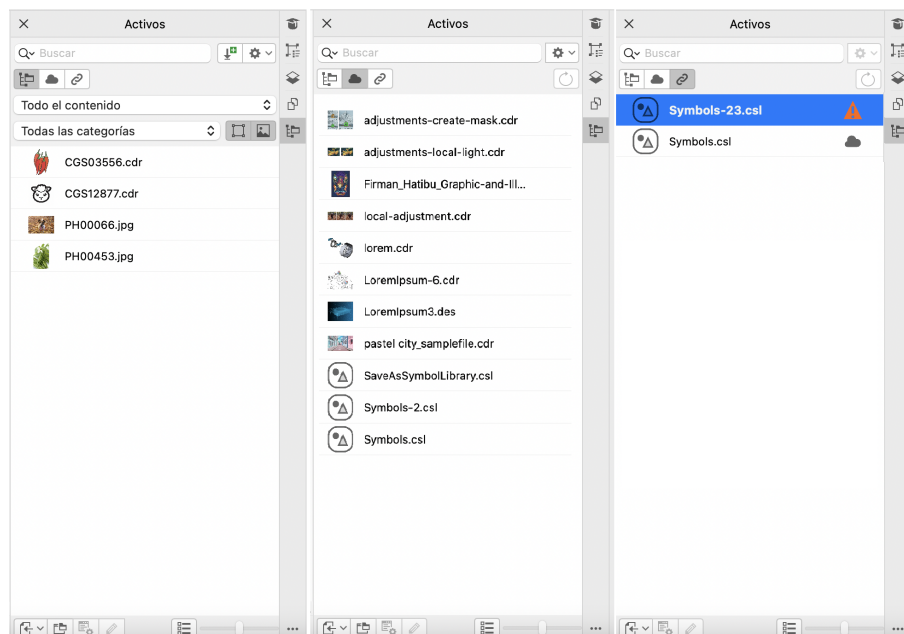 Activos
Buscar
Todo el contenido
Todas las categorías
CGS03556.cdr
CGS12877.cdr
PH00066.jpg
PH00453.jpg
Activos
Buscar
adjustments-create-mask.cdr
adjustments-local-light.cdr
Firman_Hatibu_Graphic-and-Ill...
local-adjustment.cdr
lorem.cdr
LoremIpsum-6.cdr
LoremIpsum3.des
pastel city_samplefile.cdr
SaveAsSymbolLibrary.csl
Symbols-2.csl
Symbols.csl
Activos
Buscar
Symbols-23.csl
Symbols.csl